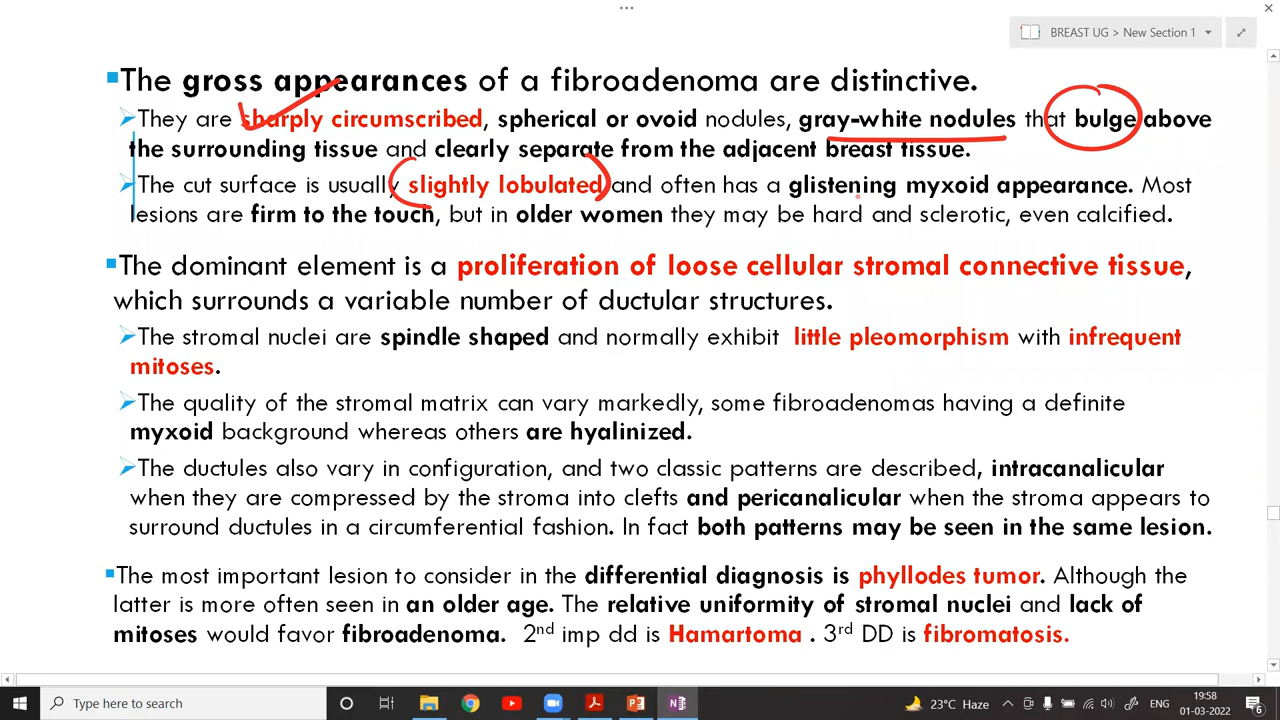 BREAST UG > New Section 1
The gross appearances of a fibroadenoma are distinctive.
They are sharply circumscribed, spherical or ovoid nodules, gray-white nodules that bulge above
the surrounding tissue and clearly separate from the adjacent breast tissue.
The cut surface is usually slightly lobulated and often has a glistening myxoid appearance. Most
lesions are firm to the touch, but in older women they may be hard and sclerotic, even calcified.
The dominant element is a proliferation of loose cellular stromal connective tissue,
which surrounds a variable number of ductular structures.
The stromal nuclei are spindle shaped and normally exhibit little pleomorphism with infrequent
mitoses.
The quality of the stromal matrix can vary markedly, some fibroadenomas having a definite
myxoid background whereas others are hyalinized.
The ductules also vary in configuration, and two classic patterns are described, intracanalicular
when they are compressed by the stroma into clefts and pericanalicular when the stroma appears to
surround ductules in a circumferential fashion. In fact both patterns may be seen in the same lesion.
The most important lesion to consider in the differential diagnosis is phyllodes tumor. Although the
latter is more often seen in an older age. The relative uniformity of stromal nuclei and lack of
mitoses would favor fibroadenoma. 2nd imp dd is Hamartoma . 3rd DD is fibromatosis.
Type here to search
23°C Haze
ENG
19:58
01-03-2022
6